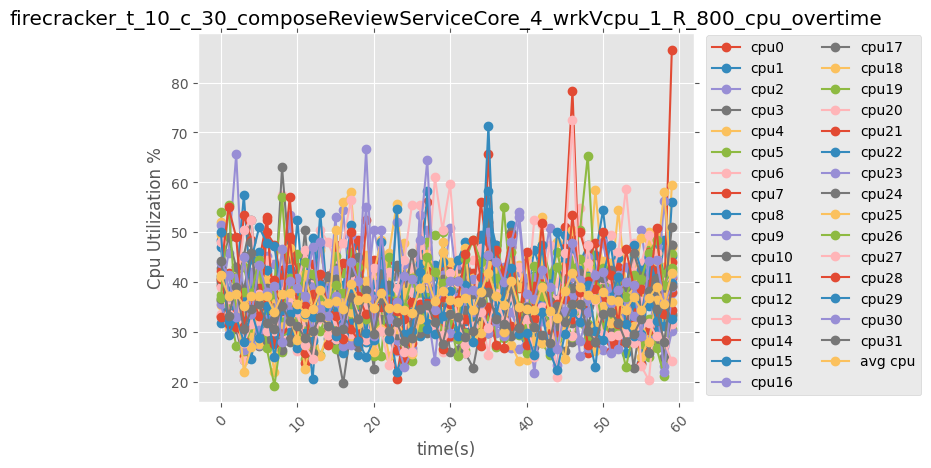 firecracker_t_10_c_30_composeReviewServiceCore_4_wrkVcpu_1_R_800_cpu_overtime
Cpu Utilization %
80
70
60
50
40
30
20
0
10
20
30
40
50
60
time(s)
cpu0
cpu1
cpu2
cpu3
cpu4
cpu5
cpu6
cpu7
cpu8
cpu9
cpu10
cpu11
cpu12
cpu13
cpu14
cpu15
cpu16
cpu17
cpu18
cpu19
cpu20
cpu21
cpu22
cpu23
cpu24
cpu25
cpu26
cpu27
cpu28
cpu29
cpu30
cpu31
avg cpu